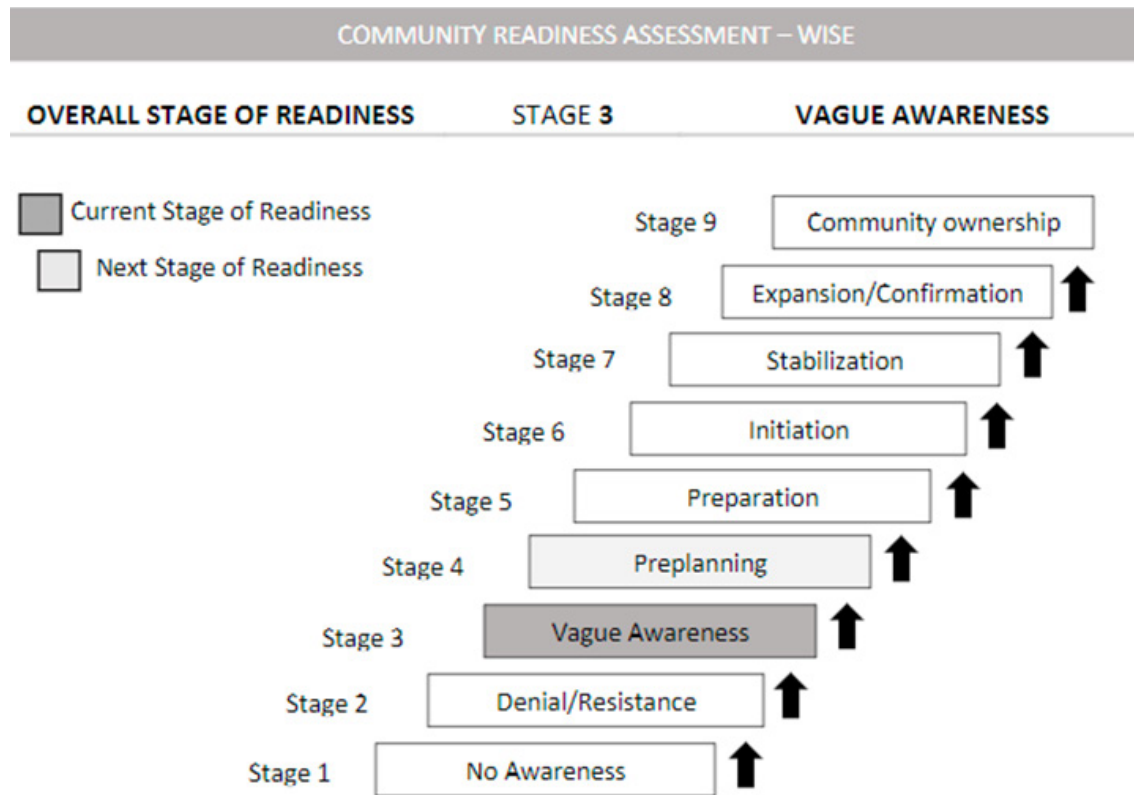 COMMUNITY READINESS ASSESSMENT – WISE
OVERALL STAGE OF READINESS STAGE 3 VAGUE AWARENESS
Current Stage of Readiness
Next Stage of Readiness
Stage 9 Community ownership
Stage 8 Expansion/Confirmation
Stage 7 Stabilization
Stage 6 Initiation
Stage 5 Preparation
Stage 4 Preplanning
Stage 3 Vague Awareness
Stage 2 Denial/Resistance
Stage 1 No Awareness